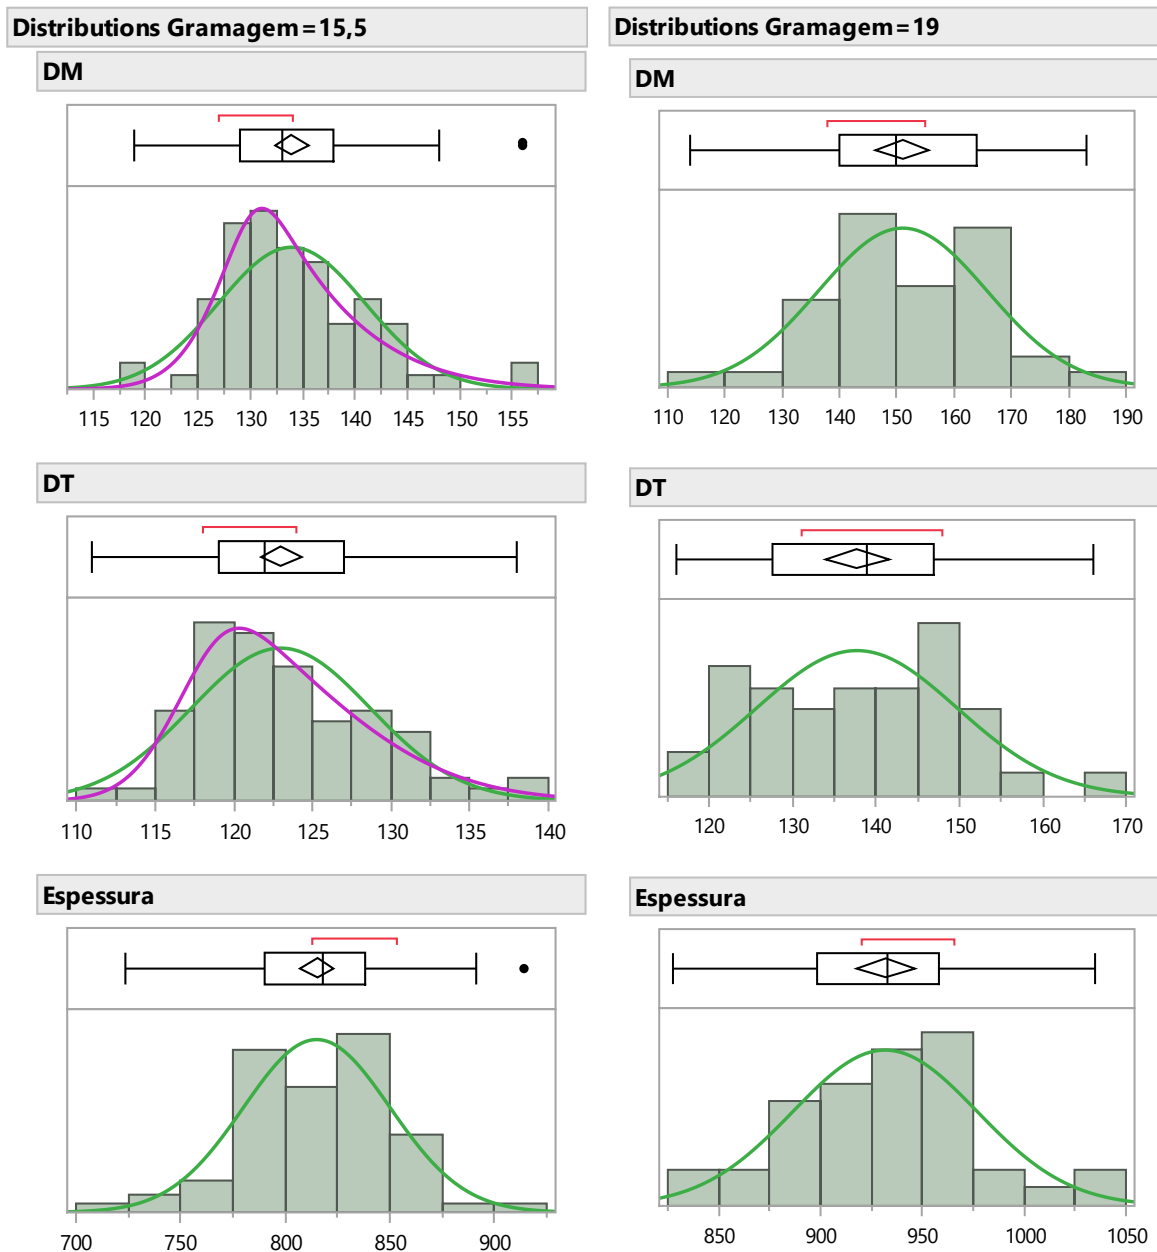 Distributions Gramagem=15,5
DM
115 120 125 130 135 140 145 150 155
DT
110 115 120 125 130 135 140
Espessura
700 750 800 850 900
Distributions Gramagem=19
DM
110 120 130 140 150 160 170 180 190
DT
120 130 140 150 160 170
Espessura
850 900 950 1000 1050